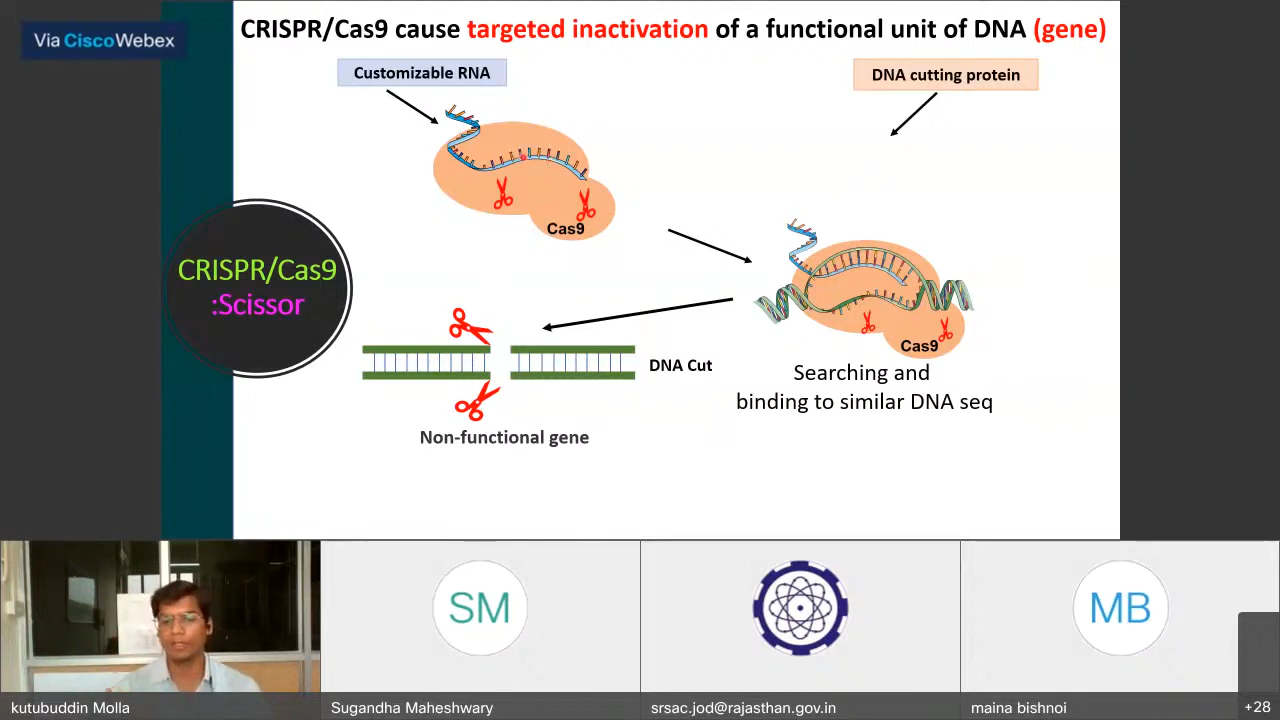 Via CiscoWebex
CRISPR/Cas9 cause targeted inactivation of a functional unit of DNA (gene)
Customizable RNA
DNA cutting protein
Cas9
CRISPR/Cas9
:Scissor
Cas9
DNA Cut
Searching and
binding to similar DNA seq
Non-functional gene
SM
MB
kutubuddin Molla
Sugandha Maheshwary
srsac.jod@rajasthan.gov.in
maina bishnoi
+28